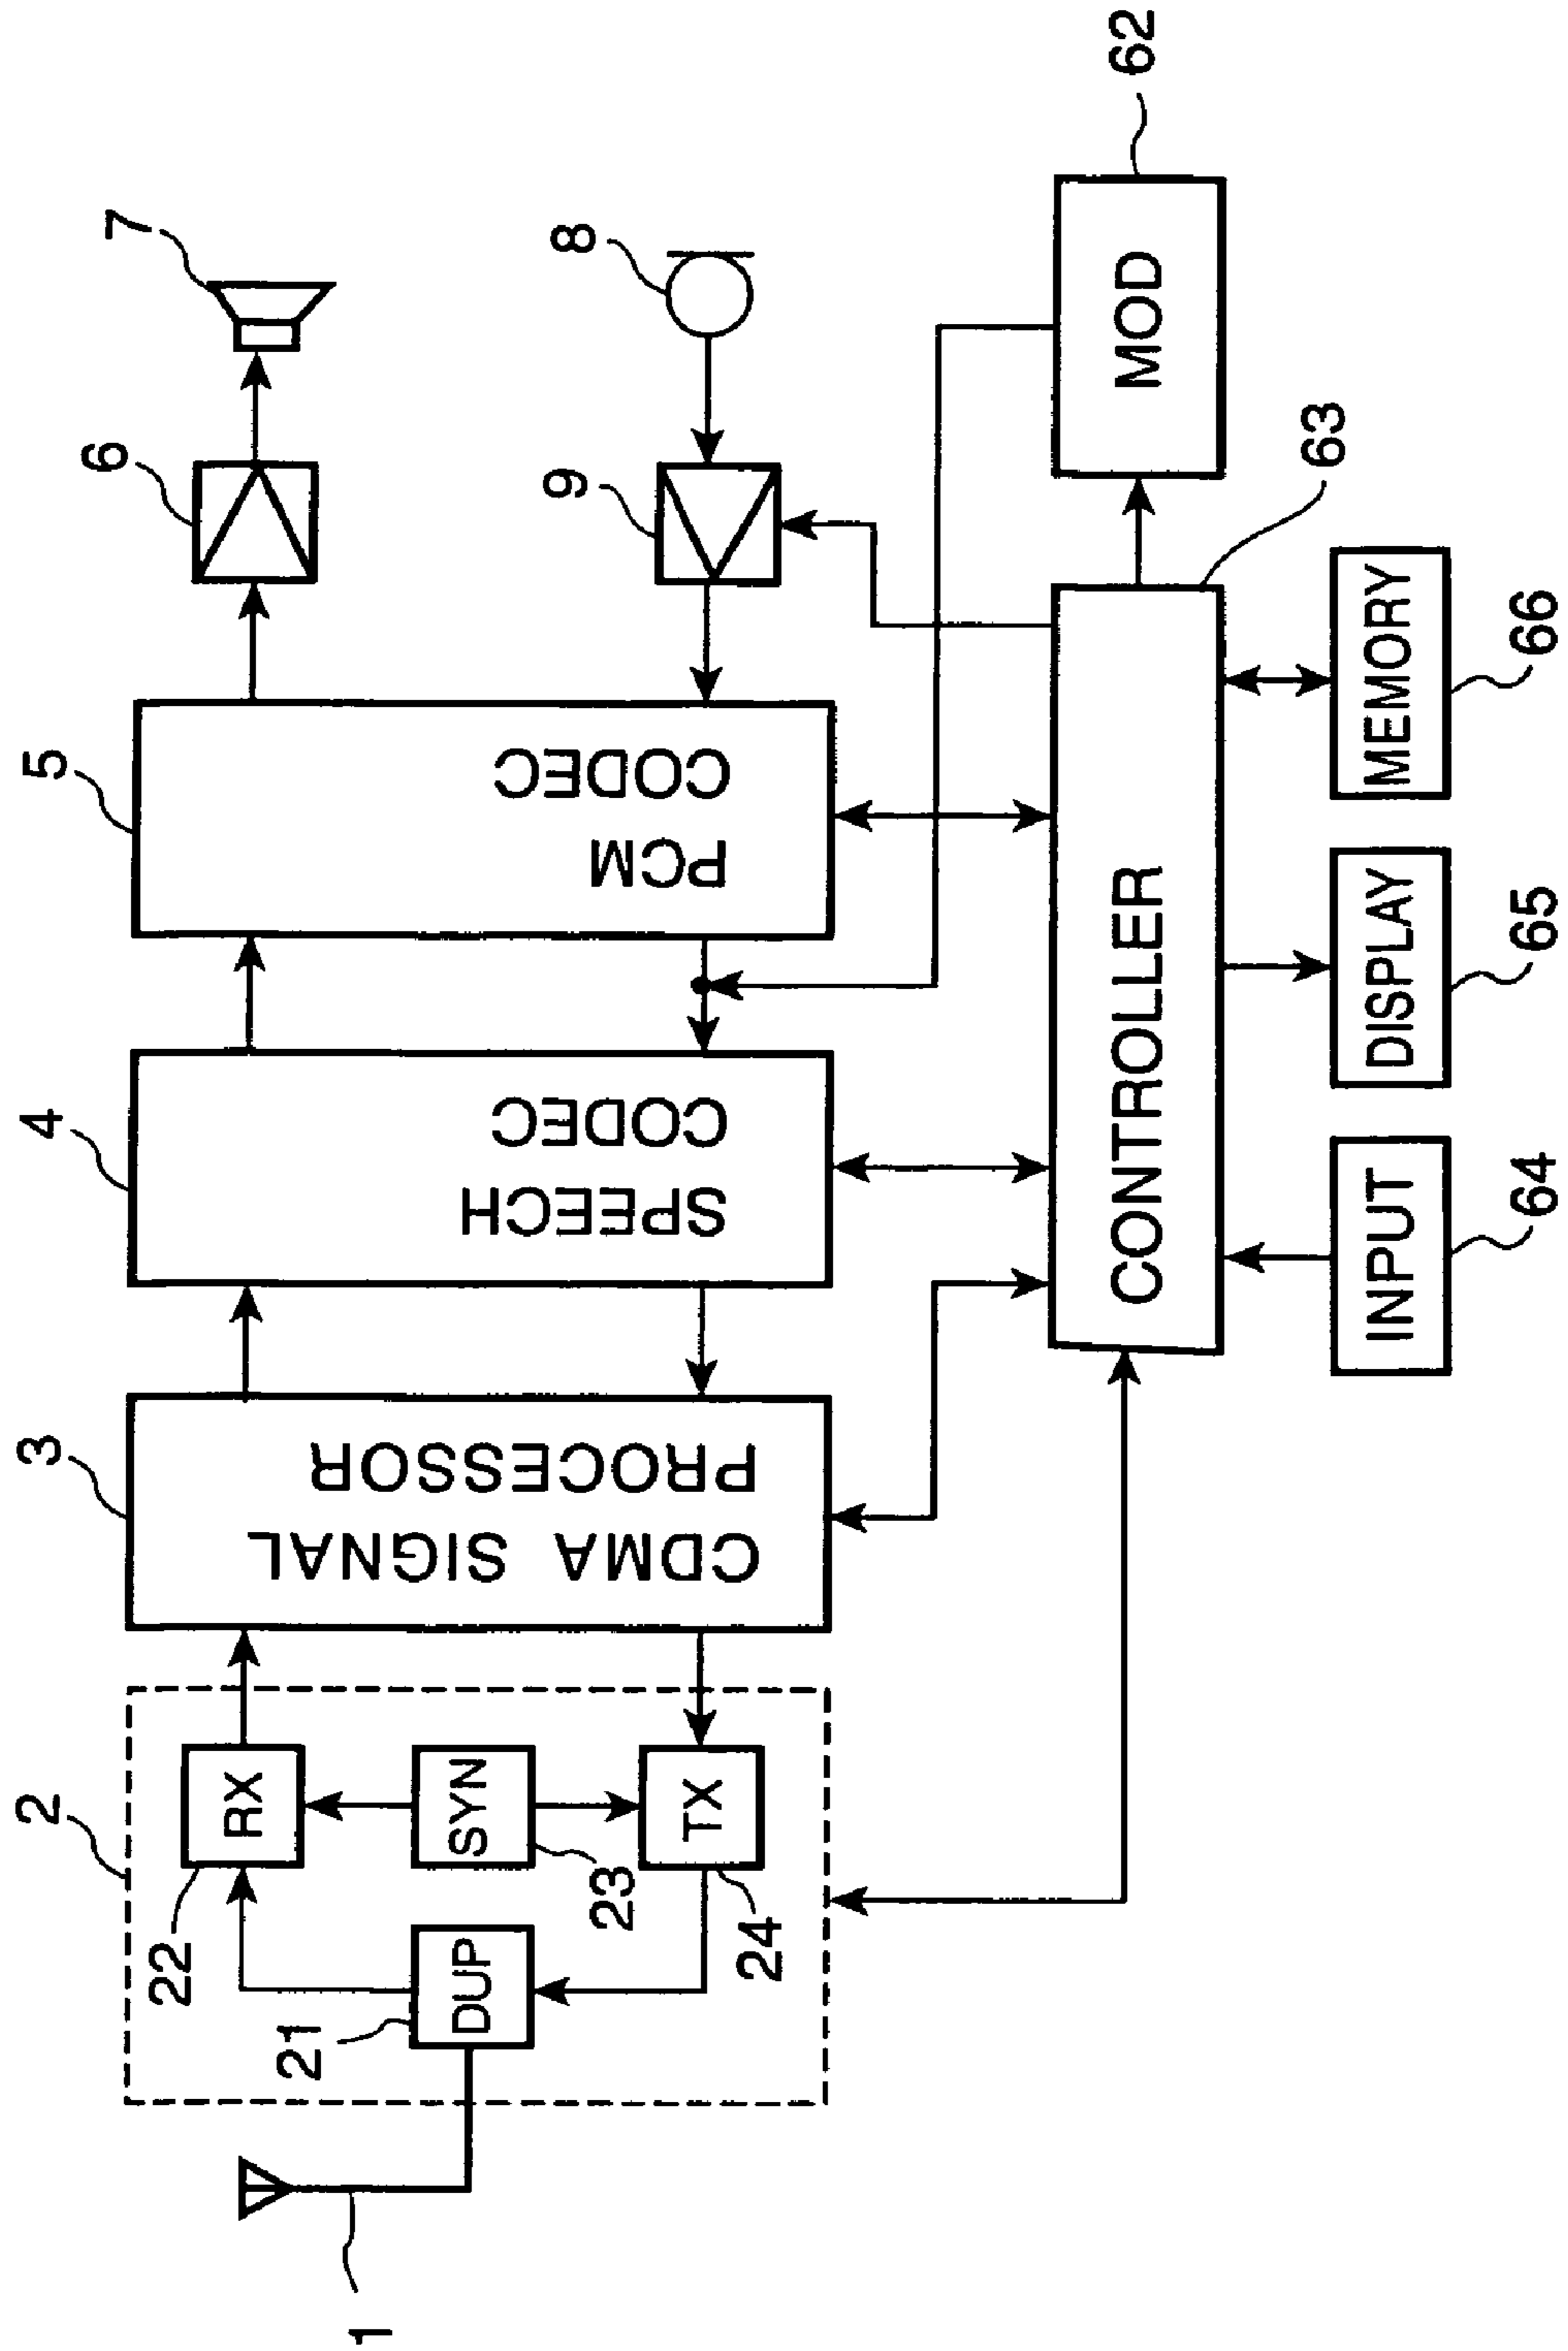 1
2
21
DUP
22
RX
SYN
23
TX
24
3
CDMA SIGNAL
PROCESSOR
4
SPEECH
CODEC
5
PCM
CODEC
6
7
8
9
CONTROLLER
63
MOD
62
INPUT
64
DISPLAY
65
MEMORY
66